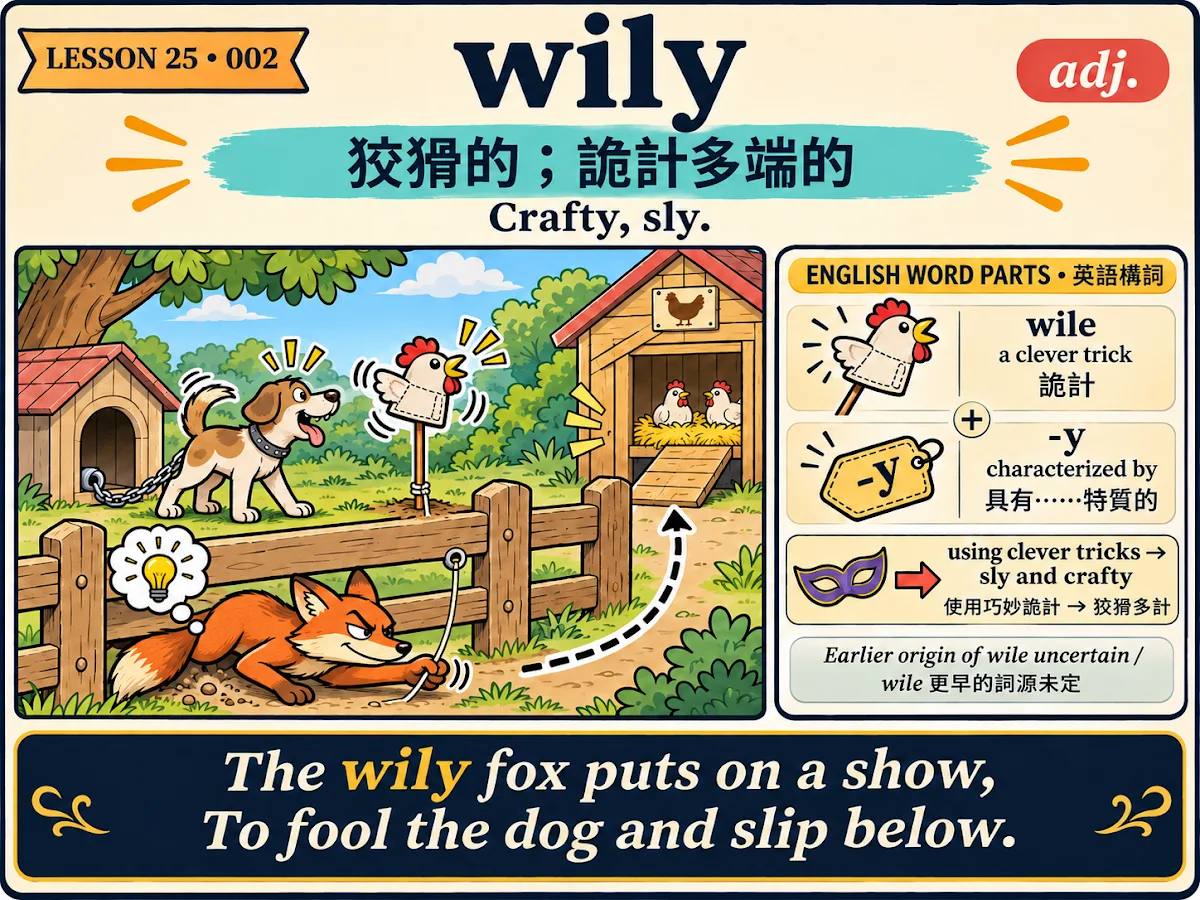 LESSON 25 • 002
wily
adj.
狡猾的；詭計多端的
Crafty, sly.
ENGLISH WORD PARTS • 英語構詞
wile
a clever trick
詭計
+
-y
-y
characterized by
具有⋯⋯特質的
using clever tricks →
sly and crafty
使用巧妙詭計 → 狡猾多計
Earlier origin of wile uncertain /
wile 更早的詞源未定
The wily fox puts on a show,
To fool the dog and slip below.